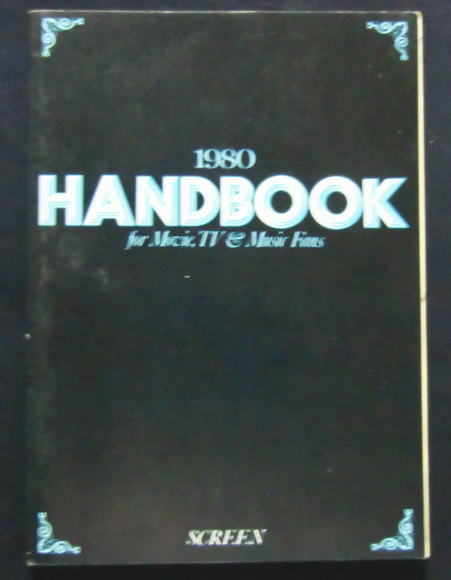 1980
HANDBOOK
for Movie, TV & Music Fans
SCREEN